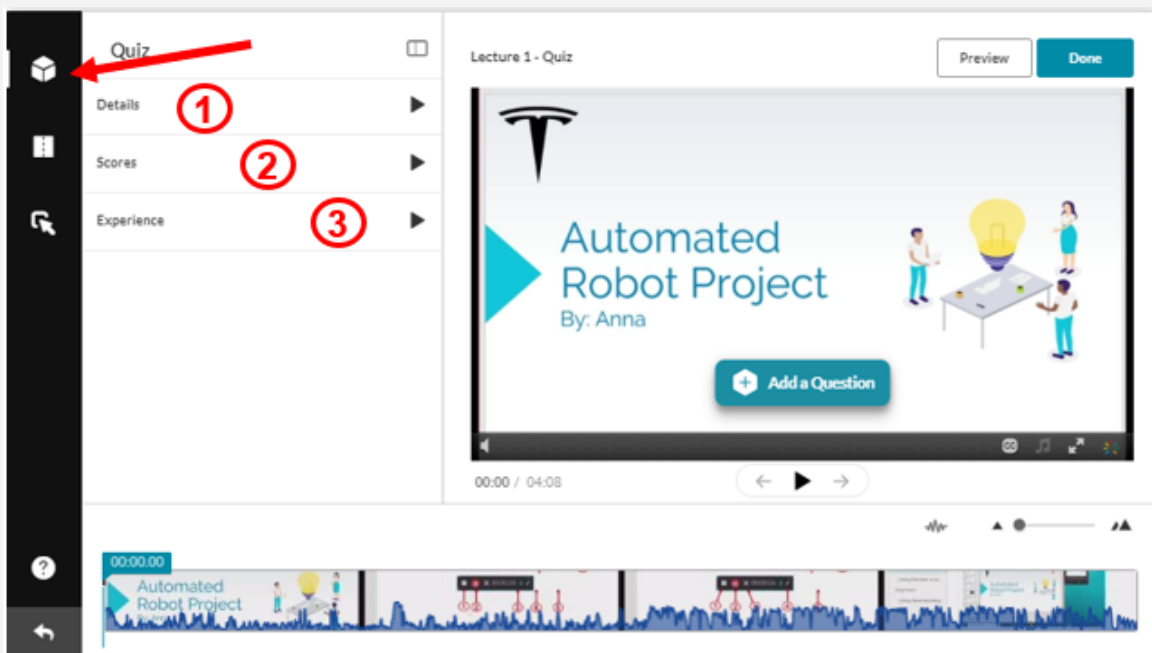 Quiz
Details
1
Scores
2
Experience
3
Lecture 1 - Quiz
Preview
Done
Automated
Robot Project
By: Anna
Add a Question
CC
00:00 / 04:08
00:00.00
Automated
Robot Project